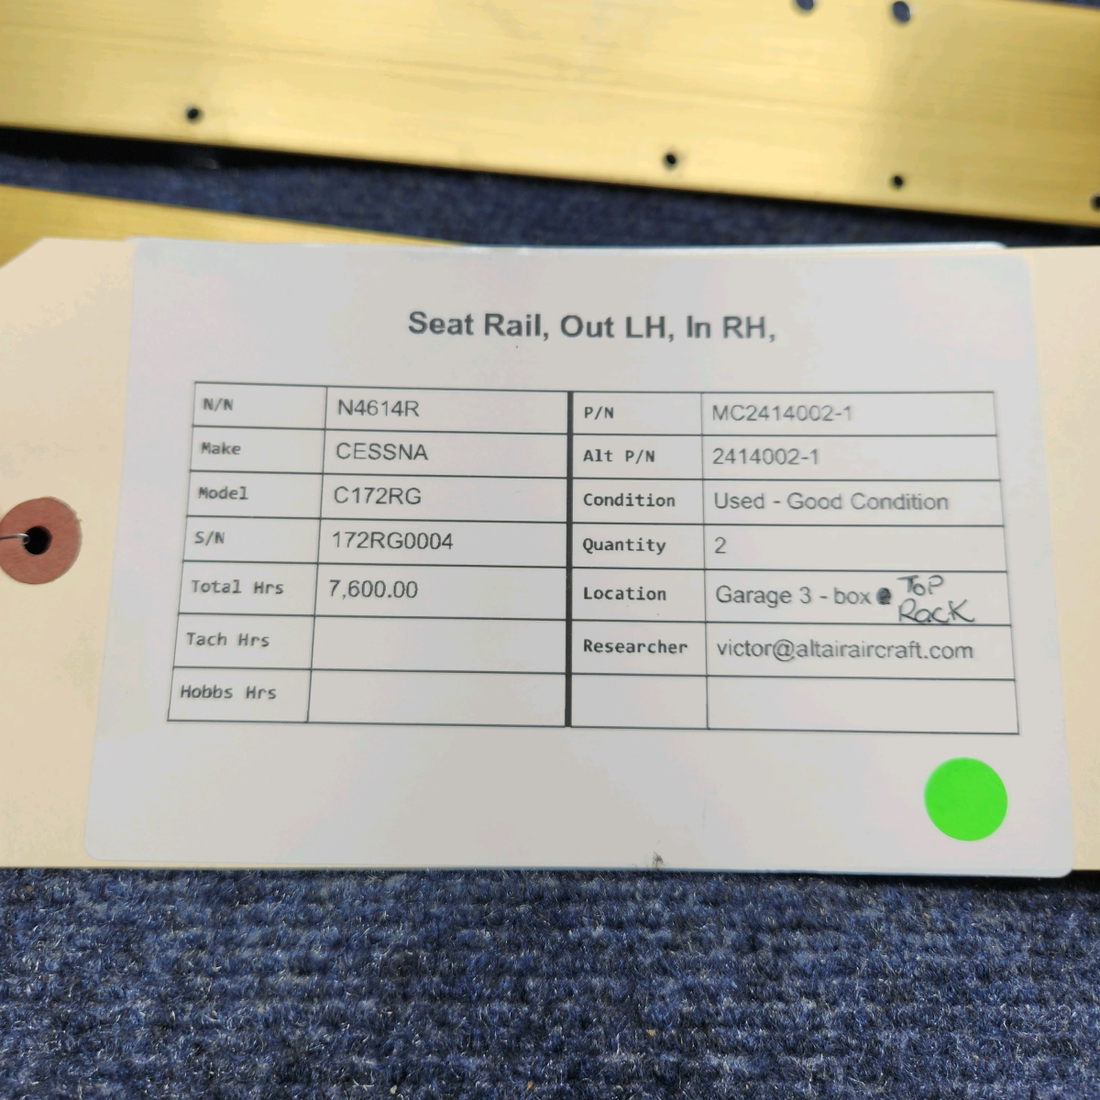 Seat Rail, Out LH, In RH,
N/N N4614R P/N MC2414002-1
Make CESSNA Alt P/N 2414002-1
Model C172RG Condition Used - Good Condition
S/N 172RG0004 Quantity 2
Total Hrs 7,600.00 Location Garage 3 - box TOP
RacK
Tach Hrs Researcher victor@altairaircraft.com
Hobbs Hrs